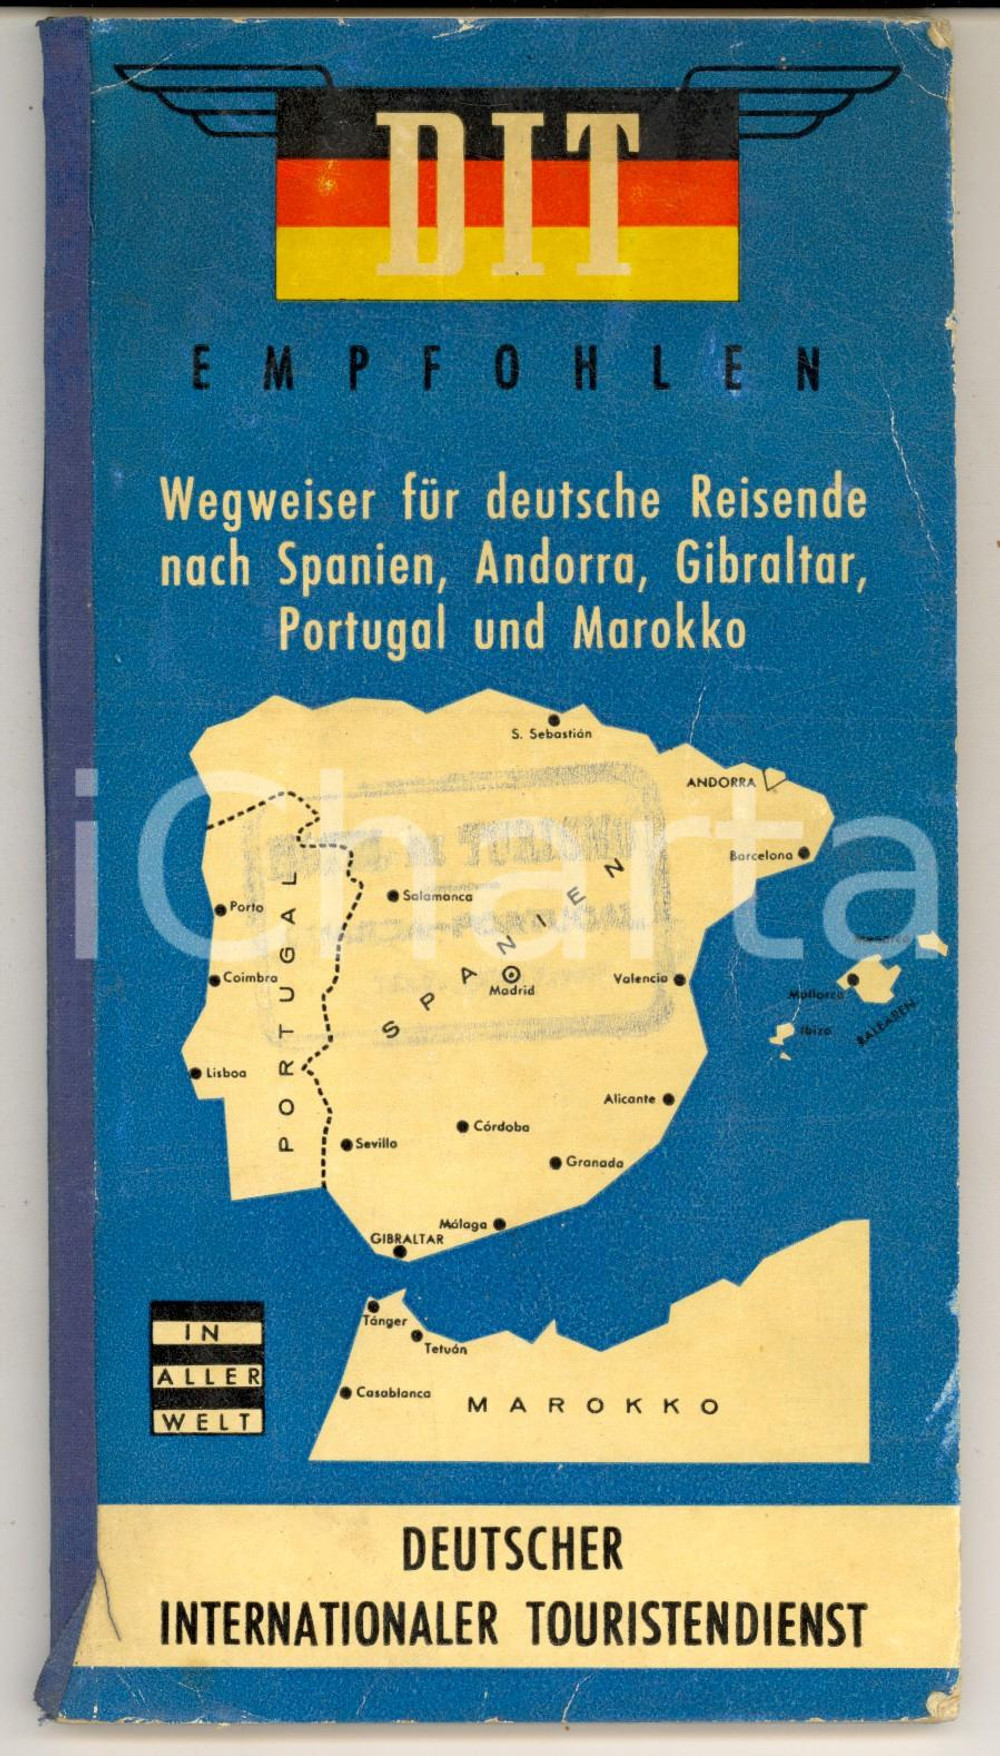 DIT
EMPFOHLEN
Wegweiser für deutsche Reisende
nach Spanien, Andorra, Gibraltar,
Portugal und Marokko
S. Sebastián
ANDORRA
Barcelona
Salamanca
Porto
PORTUGAL
SPANIEN
Menorca
Coimbra
Madrid
Valencia
Mallorca
Ibiza
BALEAREN
Lisboa
Alicante
Córdoba
Sevilla
Granada
Málaga
GIBRALTAR
Tánger
Tetuán
Casablanca
MAROKKO
IN
ALLER
WELT
DEUTSCHER
INTERNATIONALER TOURISTENDIENST
iCharta